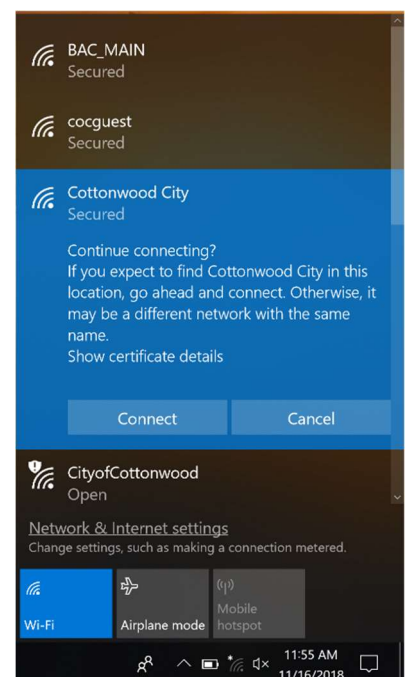 BAC_MAIN
Secured
cocguest
Secured
Cottonwood City
Secured
Continue connecting?
If you expect to find Cottonwood City in this
location, go ahead and connect. Otherwise, it
may be a different network with the same
name.
Show certificate details
Connect
Cancel
CityofCottonwood
Open
Network & Internet settings
Change settings, such as making a connection metered.
Wi-Fi
Airplane mode
Mobile
hotspot
11:55 AM
11/16/2018